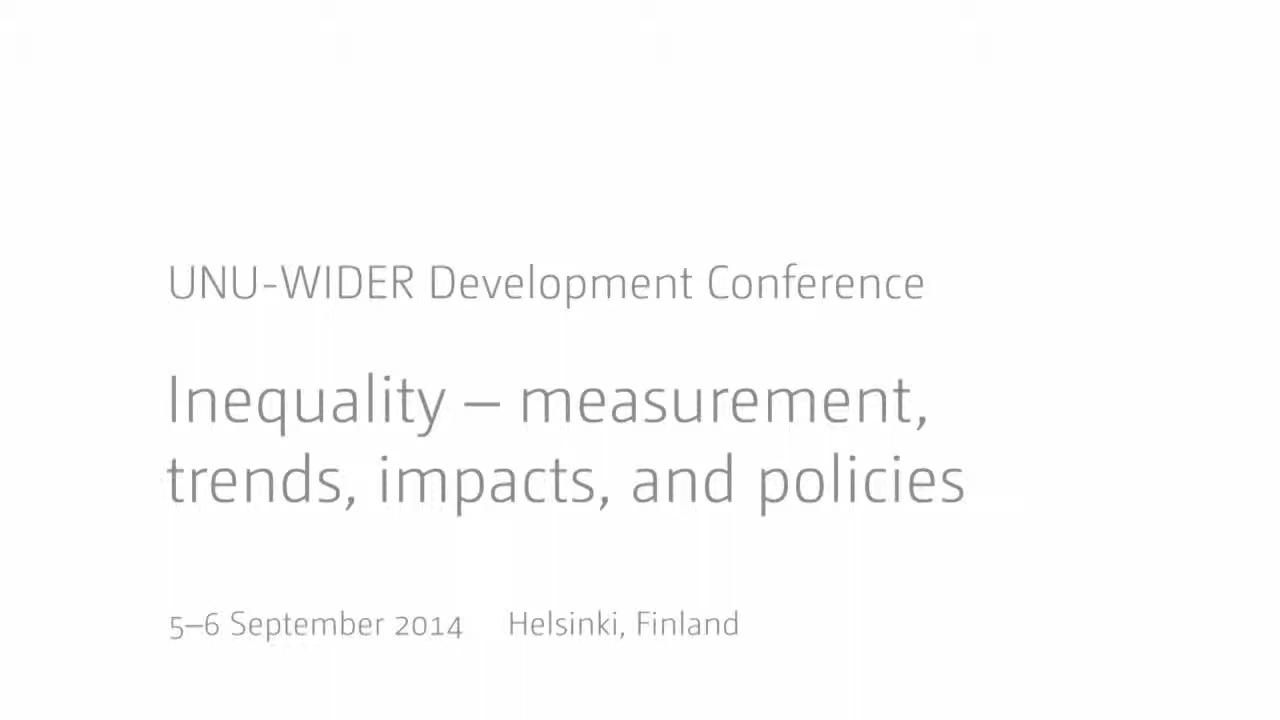 UNU-WIDER Development Conference
Inequality – measurement,
trends, impacts, and policies
5–6 September 2014 Helsinki, Finland